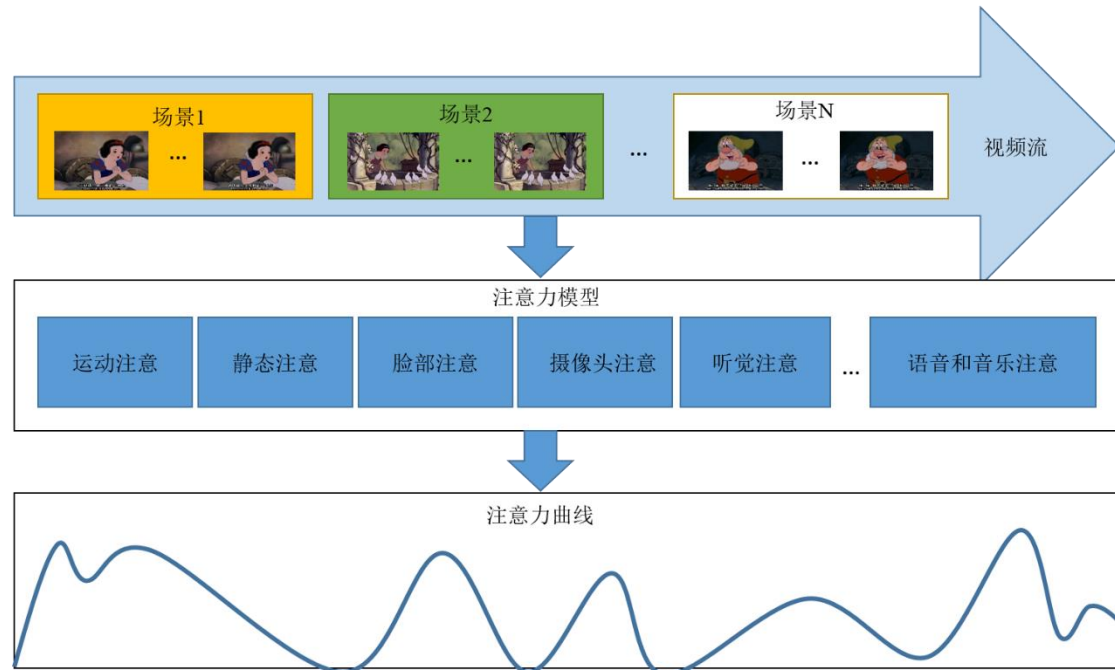 场景1
场景2
场景N
...
...
...
...
视频流
注意力模型
运动注意
静态注意
脸部注意
摄像头注意
听觉注意
...
语音和音乐注意
注意力曲线